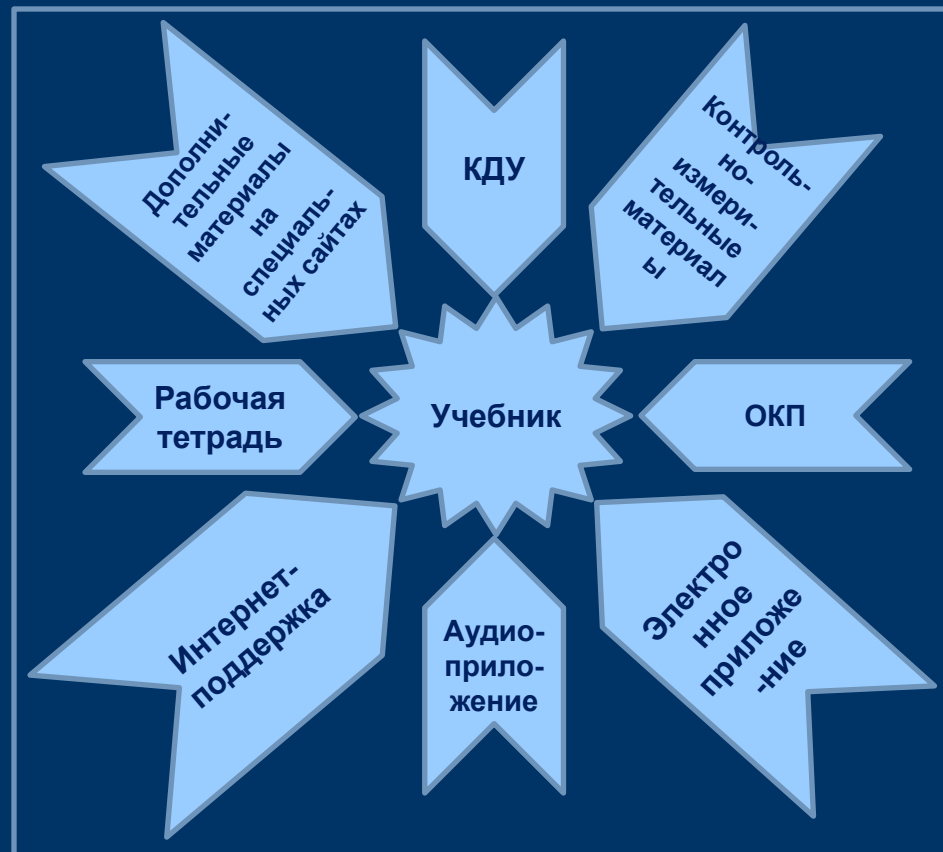 Дополни-
тельные
материалы
на
специаль-
ных сайтах
КДУ
Контроль-
но-
измери-
тельные
материал
ы
Рабочая
тетрадь
Учебник
ОКП
Интернет-
поддержка
Аудио-
прило-
жение
Электро
нное
приложе
-ние